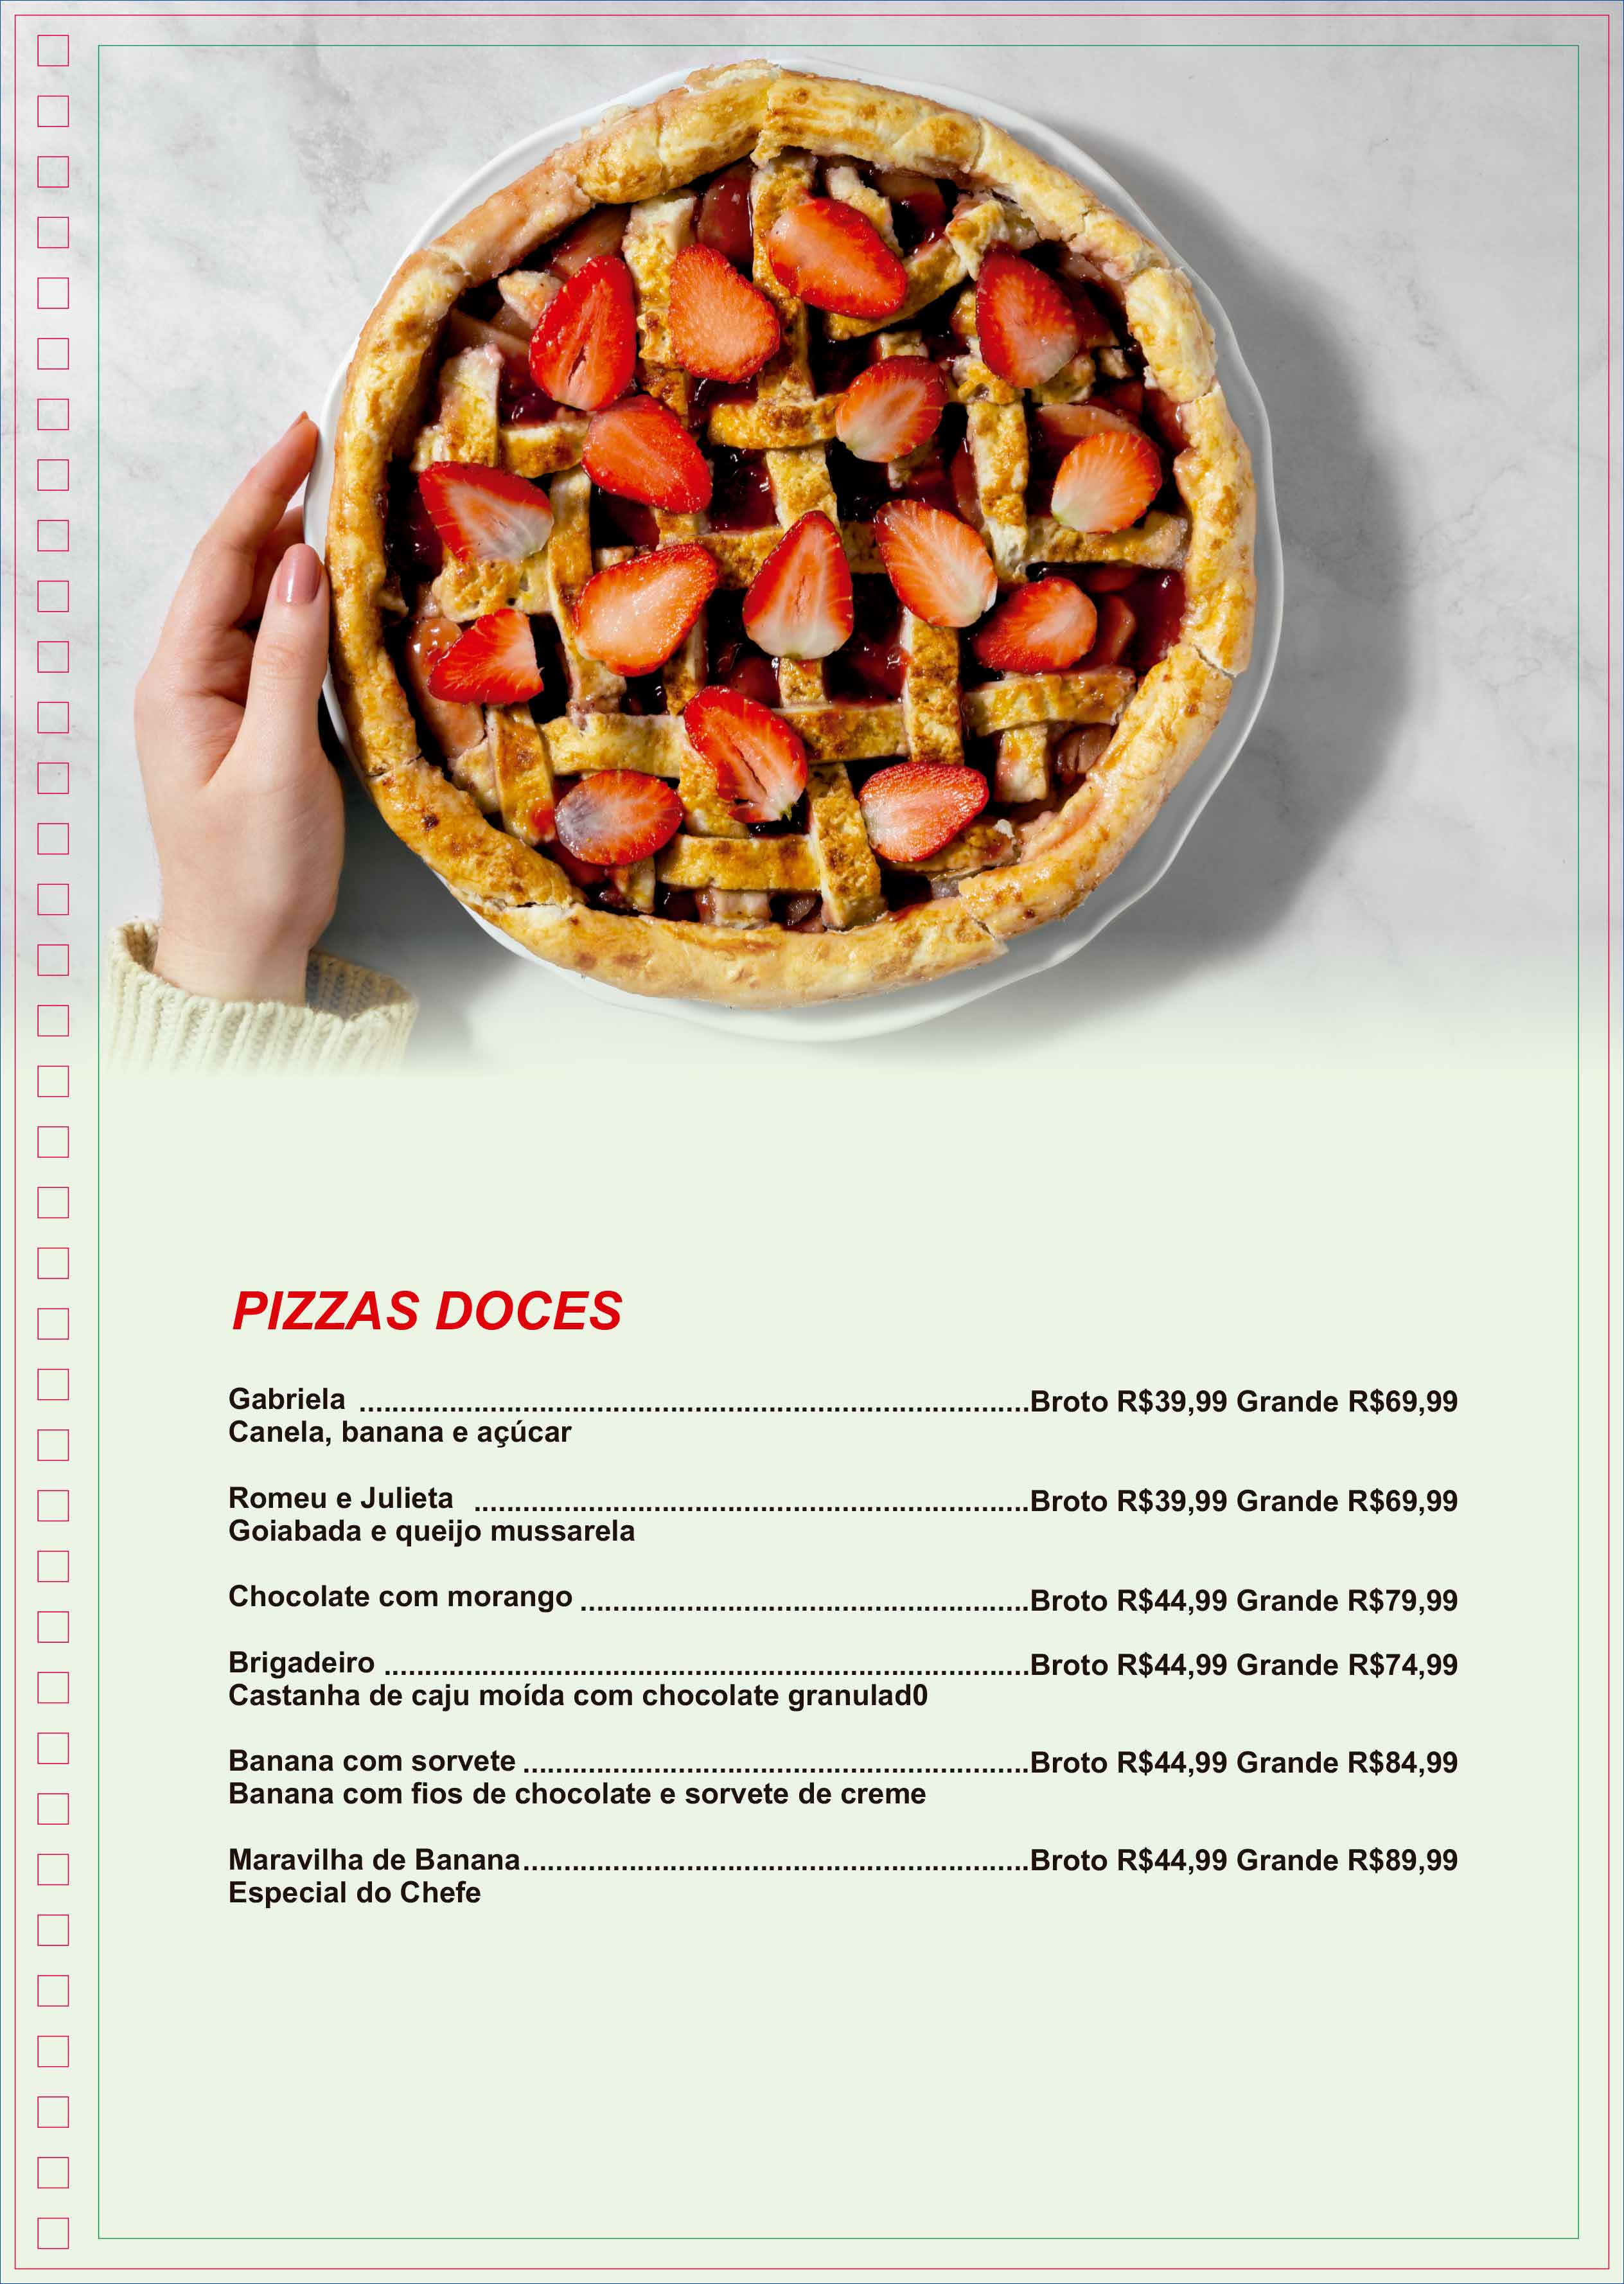 PIZZAS DOCES
Gabriela ....................................................................................Broto R$39,99 Grande R$69,99
Canela, banana e açúcar
Romeu e Julieta .....................................................................Broto R$39,99 Grande R$69,99
Goiabada e queijo mussarela
Chocolate com morango ........................................................Broto R$44,99 Grande R$79,99
Brigadeiro ................................................................................Broto R$44,99 Grande R$74,99
Castanha de caju moída com chocolate granulad0
Banana com sorvete ...............................................................Broto R$44,99 Grande R$84,99
Banana com fios de chocolate e sorvete de creme
Maravilha de Banana...............................................................Broto R$44,99 Grande R$89,99
Especial do Chefe